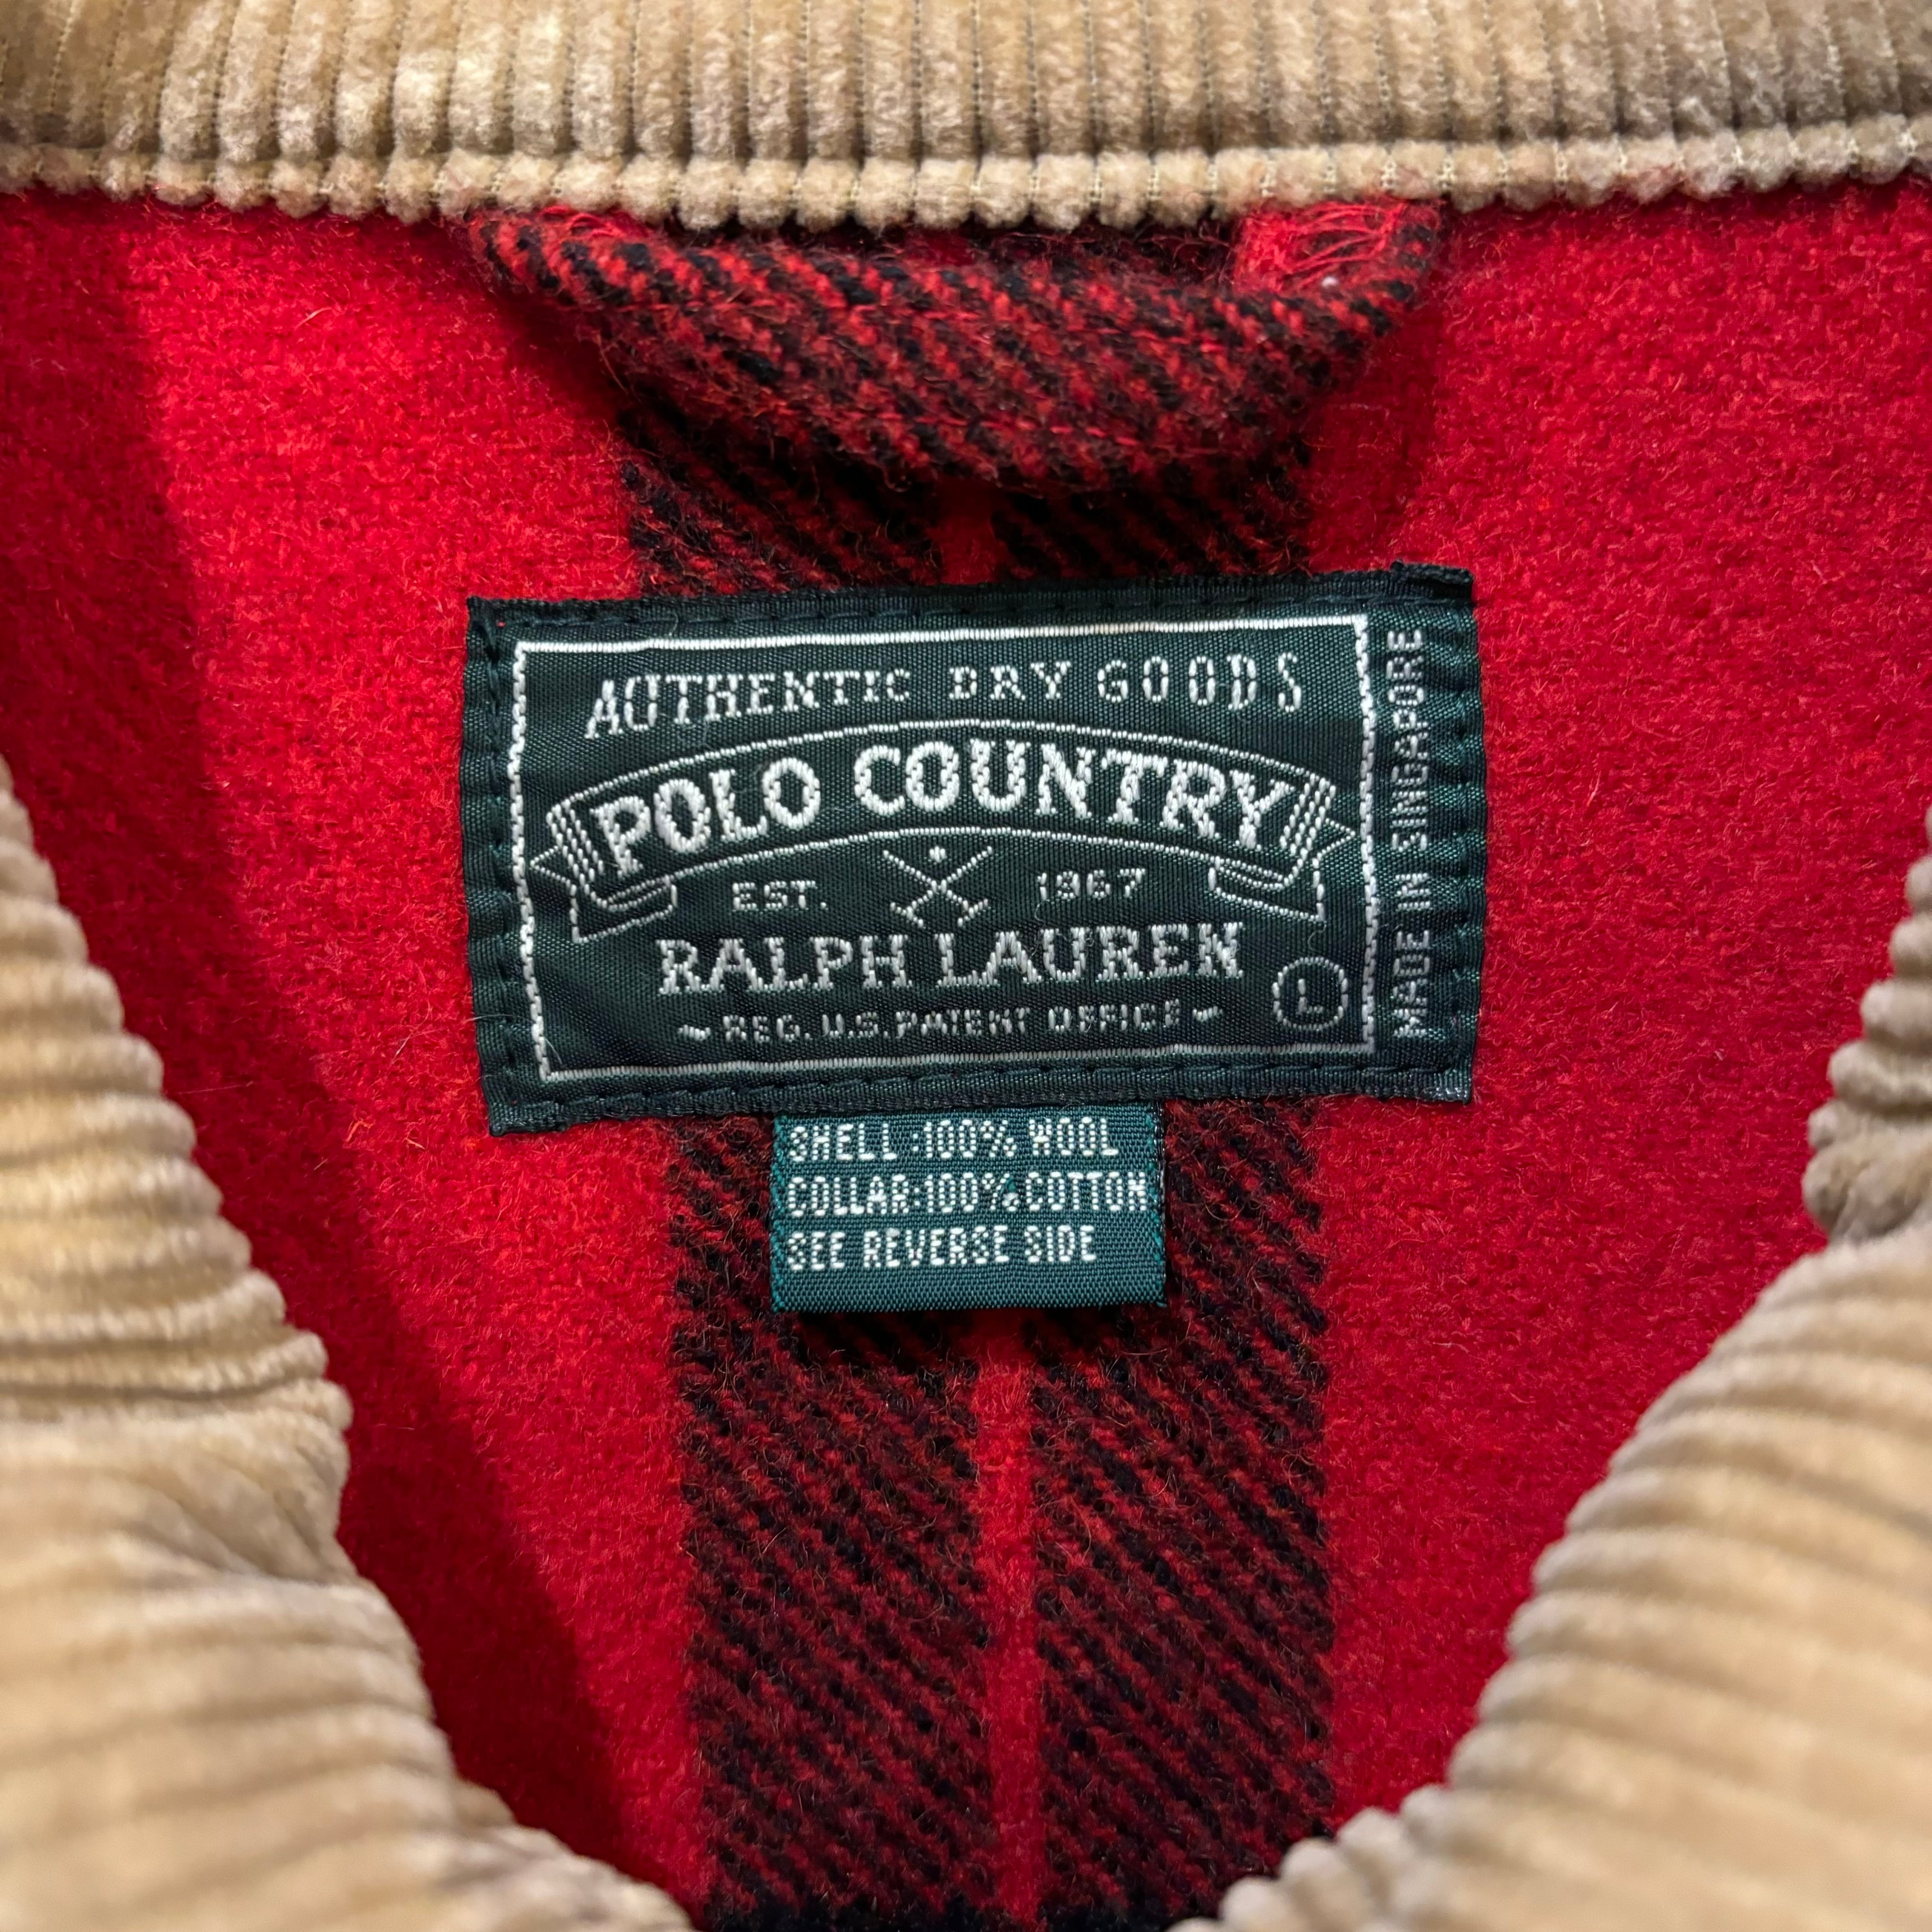 AUTHENTIC DRY GOODS
POLO COUNTRY
EST. 1967
RALPH LAUREN
L
~REG. U.S. PATENT OFFICE~
MADE IN SINGAPORE
SHELL :100% WOOL
COLLAR:100% COTTON
SEE REVERSE SIDE